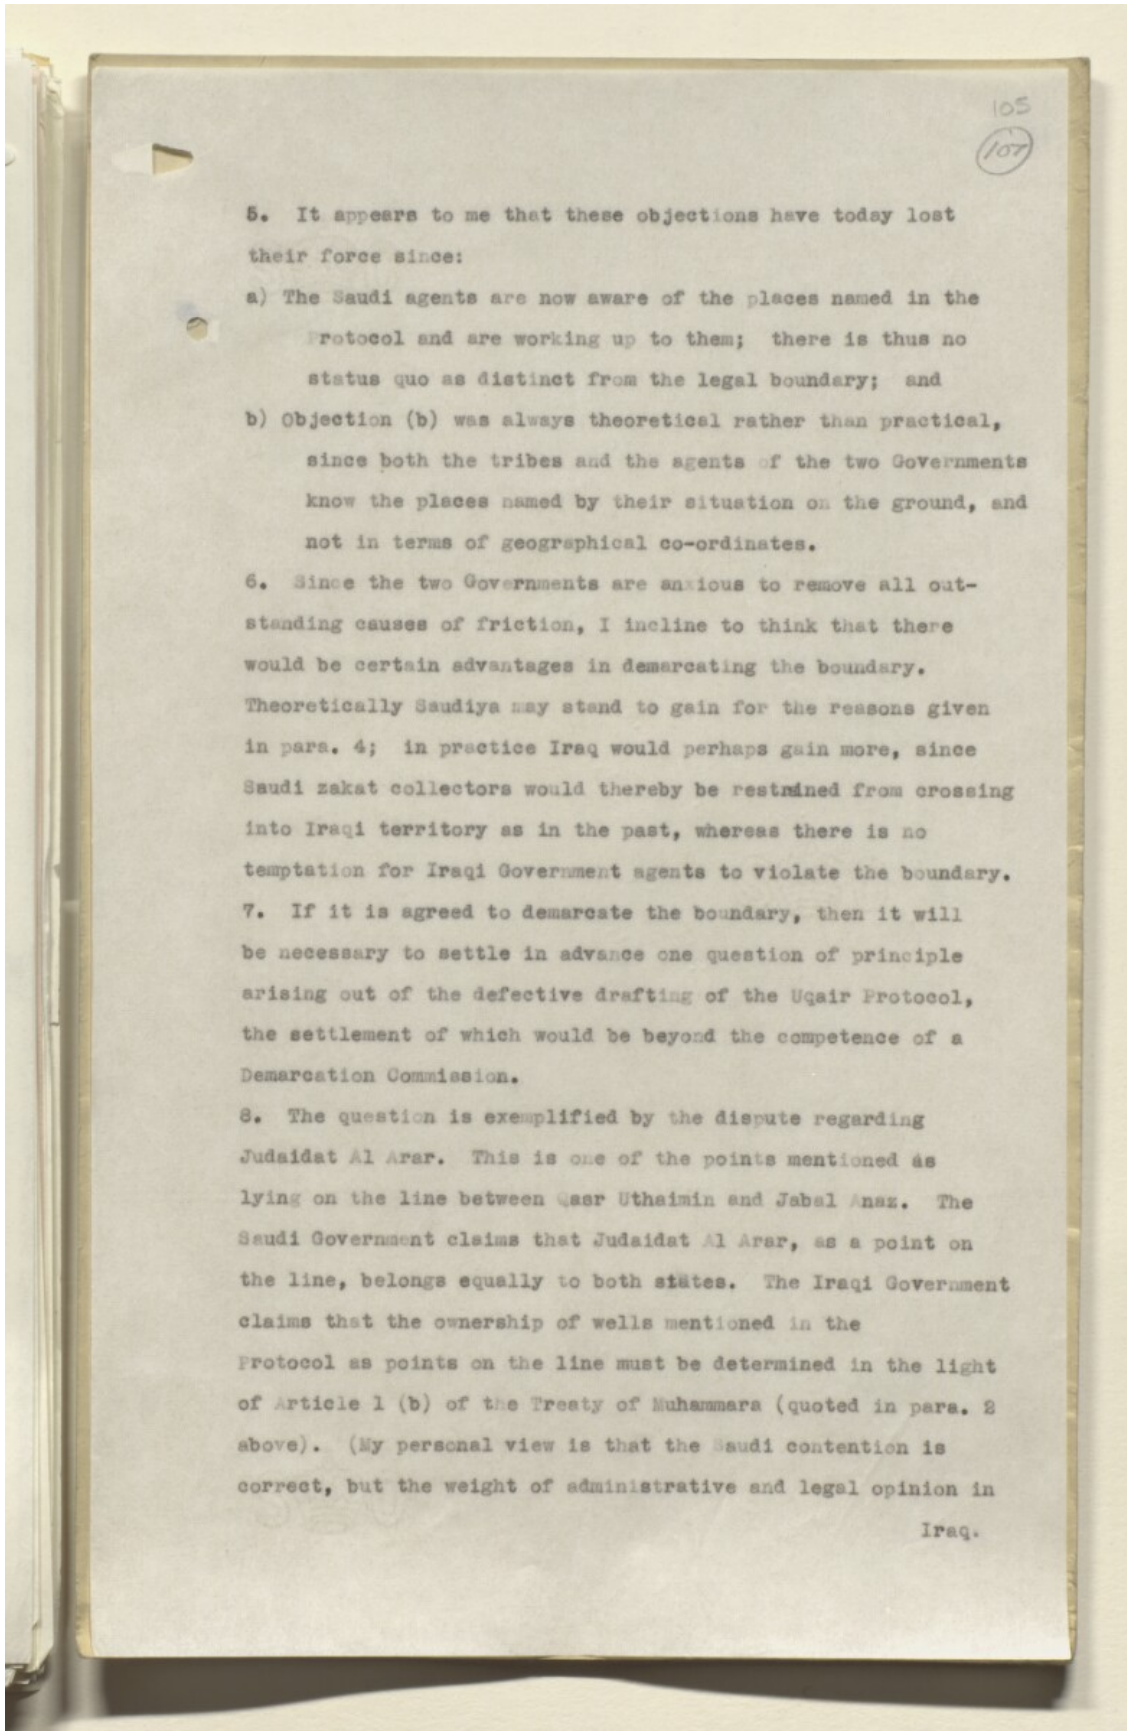 105
107
5. It appears to me that these objections have today lost
their force since:
a) The Saudi agents are now aware of the places named in the
Protocol and are working up to them; there is thus no
status quo as distinct from the legal boundary; and
b) Objection (b) was always theoretical rather than practical,
since both the tribes and the agents of the two Governments
know the places named by their situation on the ground, and
not in terms of geographical co-ordinates.
6. Since the two Governments are anxious to remove all out-
standing causes of friction, I incline to think that there
would be certain advantages in demarcating the boundary.
Theoretically Saudiya may stand to gain for the reasons given
in para. 4; in practice Iraq would perhaps gain more, since
Saudi zakat collectors would thereby be restrained from crossing
into Iraqi territory as in the past, whereas there is no
temptation for Iraqi Government agents to violate the boundary.
7. If it is agreed to demarcate the boundary, then it will
be necessary to settle in advance one question of principle
arising out of the defective drafting of the Uqair Protocol,
the settlement of which would be beyond the competence of a
Demarcation Commission.
8. The question is exemplified by the dispute regarding
Judaidat Al Arar. This is one of the points mentioned as
lying on the line between Qasr Uthaimin and Jabal Anaz. The
Saudi Government claims that Judaidat Al Arar, as a point on
the line, belongs equally to both states. The Iraqi Government
claims that the ownership of wells mentioned in the
Protocol as points on the line must be determined in the light
of Article 1 (b) of the Treaty of Muhammara (quoted in para. 2
above). (My personal view is that the Saudi contention is
correct, but the weight of administrative and legal opinion in
Iraq.